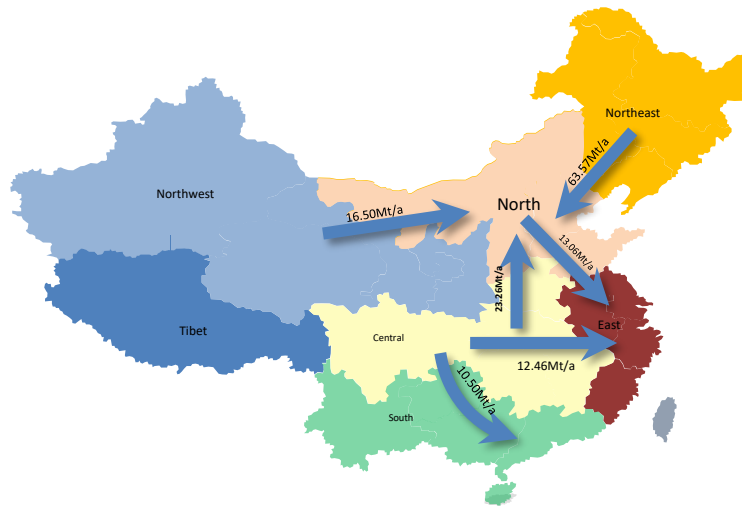 Northeast
63.57Mt/a
Northwest
North
16.50Mt/a
13.06Mt/a
23.26Mt/a
Tibet
Central
East
12.46Mt/a
10.50Mt/a
South